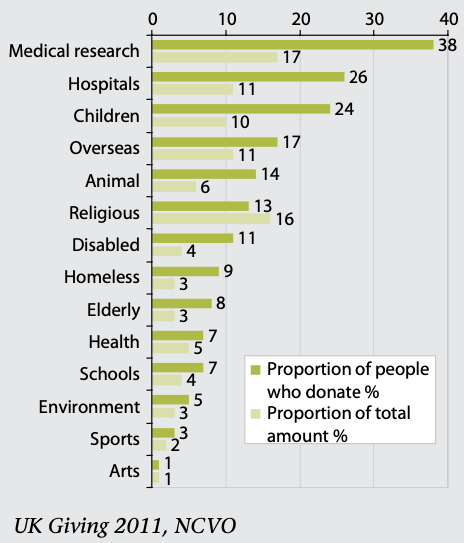 0 10 20 30 40
Medical research 38
17
Hospitals 26
11
Children 24
10
Overseas 17
11
Animal 14
6
Religious 13
16
Disabled 11
4
Homeless 9
3
Elderly 8
3
Health 7
5
Schools 7
4
Environment 5
3
Sports 3
2
Arts 1
1
Proportion of people
who donate %
Proportion of total
amount %
UK Giving 2011, NCVO